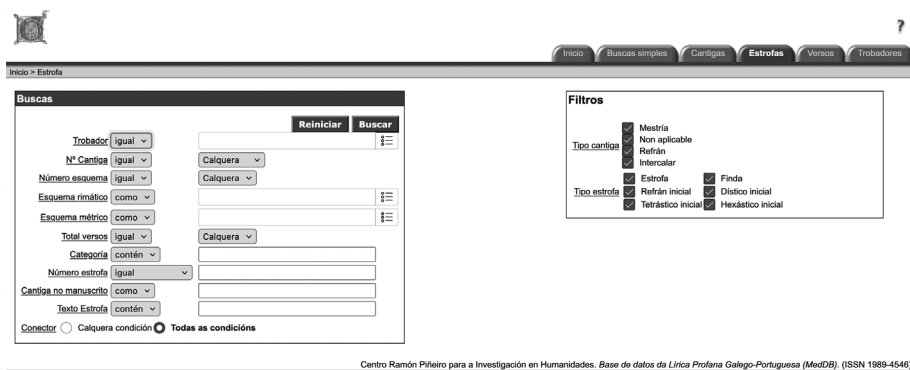 ?
Inicio Buscas simples Cantigas Estrofas Versos Trobadores
Inicio > Estrofa
Buscas
Reiniciar Buscar
Trobador igual
Nº Cantiga igual Calquera
Número esquema igual Calquera
Esquema rimático como
Esquema métrico como
Total versos igual Calquera
Categoría contén
Número estrofa igual
Cantiga no manuscrito como
Texto Estrofa contén
Conector Calquera condición Todas as condicións
Filtros
Tipo cantiga
Mestría
Non aplicable
Refrán
Intercalar
Tipo estrofa
Estrofa Finda
Refrán inicial Dístico inicial
Tetrástico inicial Hexástico inicial
Centro Ramón Piñeiro para a Investigación en Humanidades. Base de datos da Lírica Profana Galego-Portuguesa (MedDB). (ISSN 1989-4546)